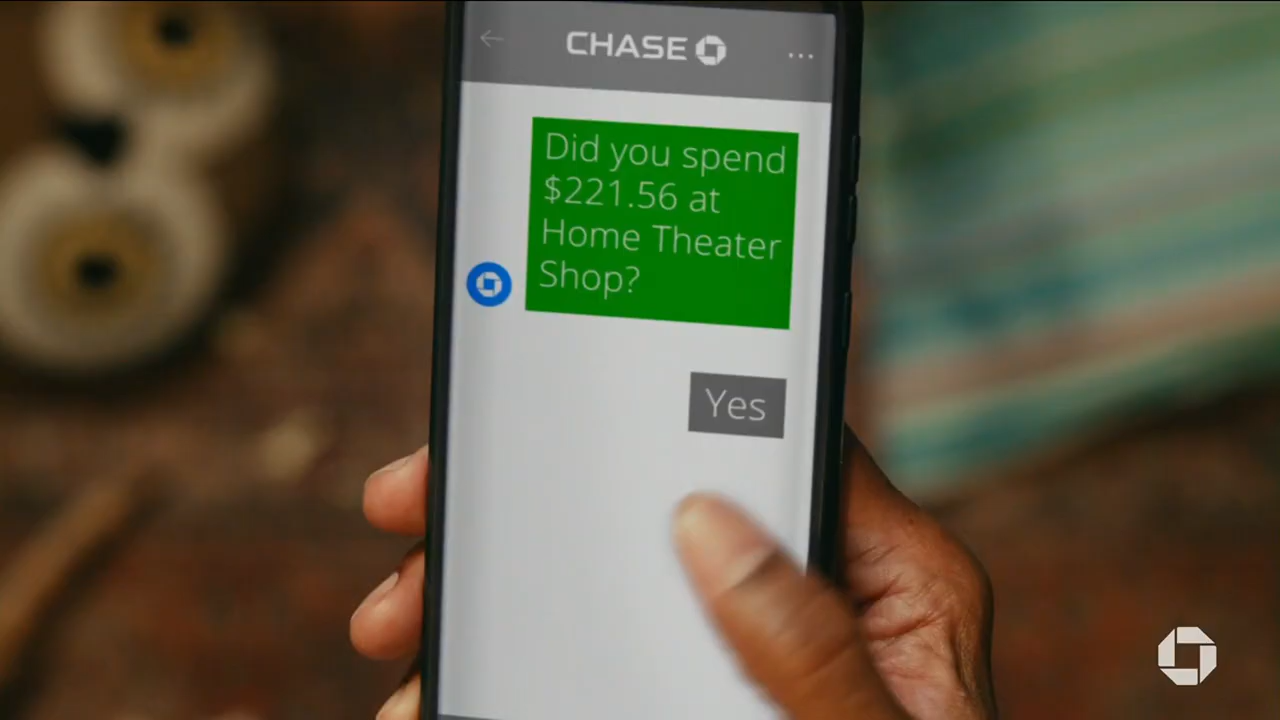 CHASE
Did you spend
$221.56 at
Home Theater
Shop?
Yes